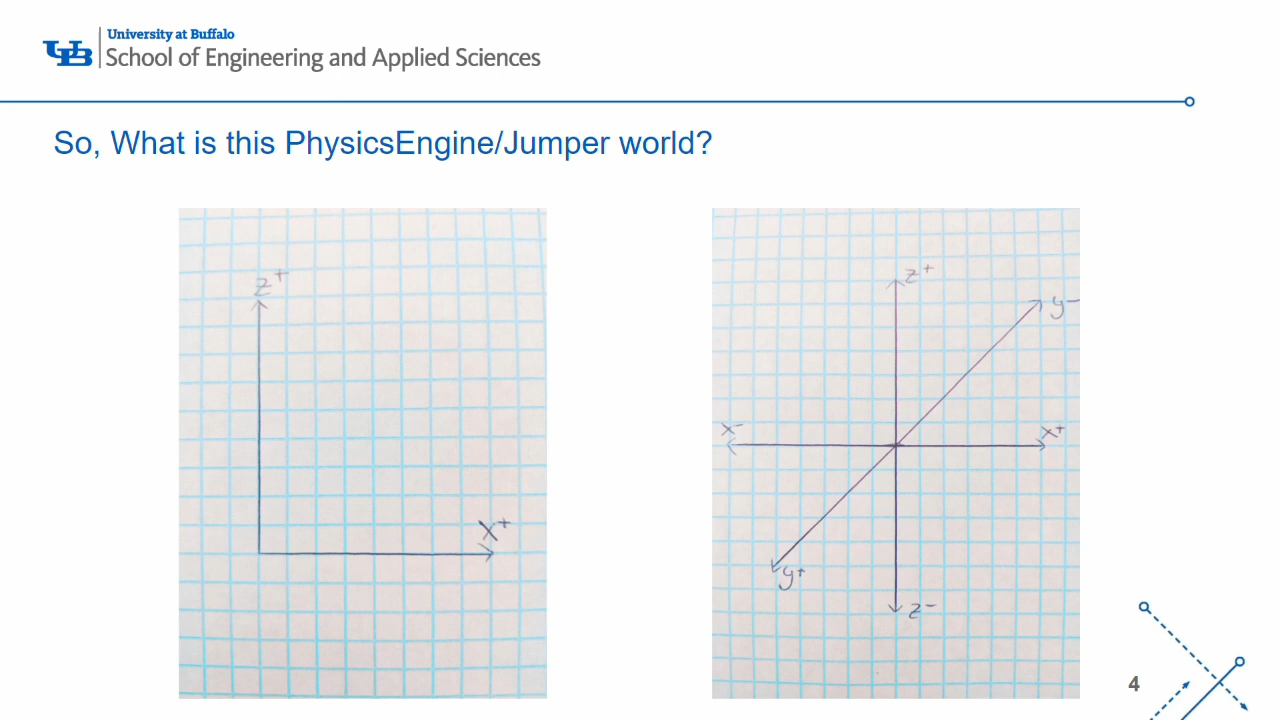 University at Buffalo
School of Engineering and Applied Sciences
So, What is this PhysicsEngine/Jumper world?
z+
x+
z+
y-
x-
x+
y+
z-
4